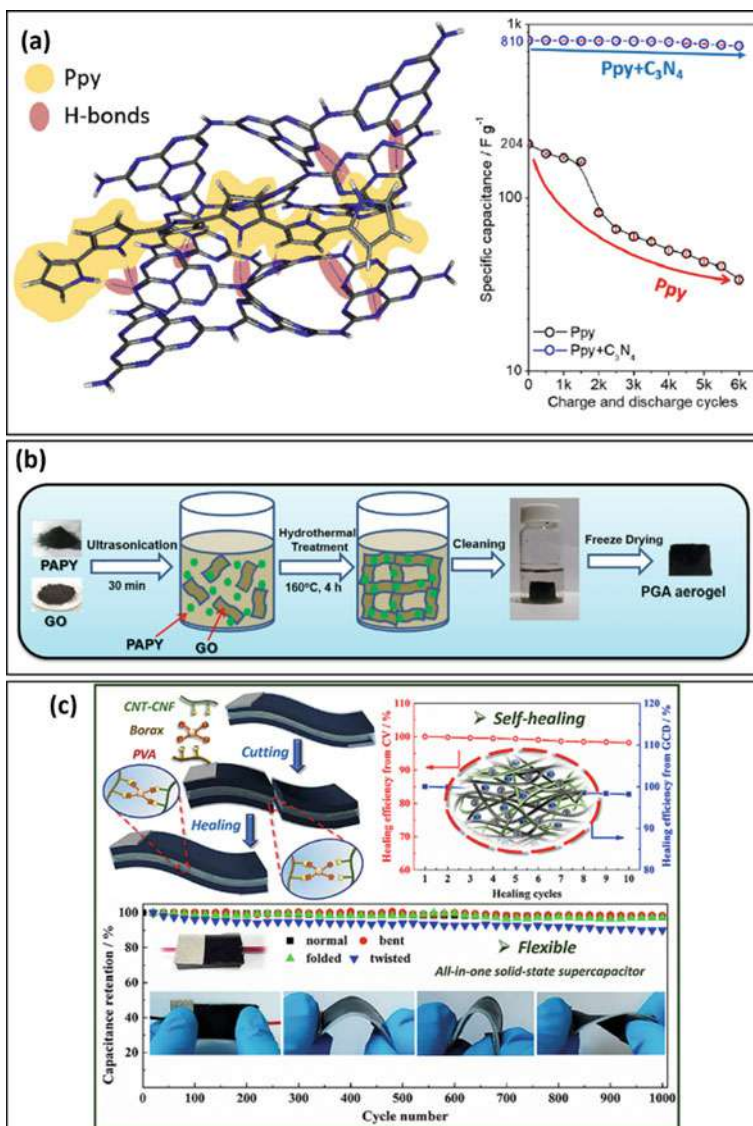 (a)
Ppy
H-bonds
1k
810
204
100
10
Specific capacitance / F g⁻¹
Ppy+C₃N₄
Ppy
Ppy
Ppy+C₃N₄
0 1k 2k 3k 4k 5k 6k
Charge and discharge cycles
(b)
PAPY
GO
Ultrasonication
30 min
PAPY
GO
Hydrothermal
Treatment
160°C, 4 h
Cleaning
Freeze Drying
PGA aerogel
(c)
CNT-CNF
Borax
PVA
Cutting
Healing
Healing efficiency from CV / %
110
100
90
80
70
60
Self-healing
120
110
100
90
80
Healing efficiency from GCD / %
1 2 3 4 5 6 7 8 9 10
Healing cycles
Capacitance retention / %
100
80
60
40
20
normal bent
folded twisted
Flexible
All-in-one solid-state supercapacitor
0 100 200 300 400 500 600 700 800 900 1000
Cycle number